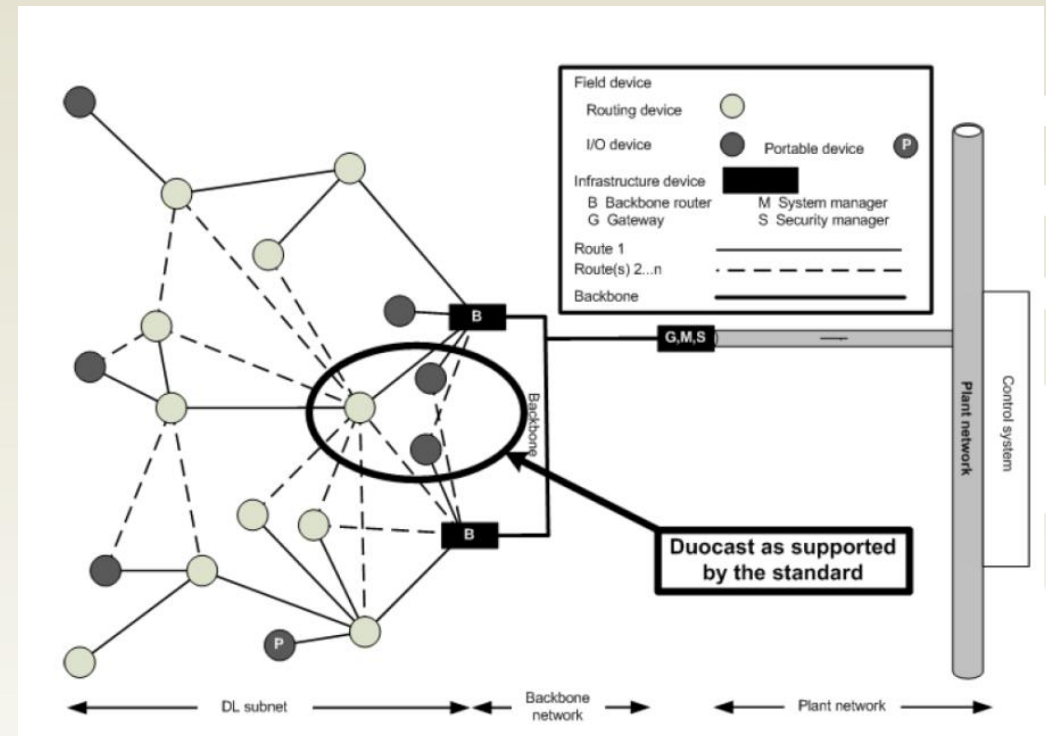 Field device
Routing device
I/O device
Portable device
P
Infrastructure device
B Backbone router
M System manager
G Gateway
S Security manager
Route 1
Route(s) 2...n
Backbone
B
G,M,S
Backbone
Plant network
Control system
B
Duocast as supported
by the standard
P
DL subnet
Backbone
network
Plant network